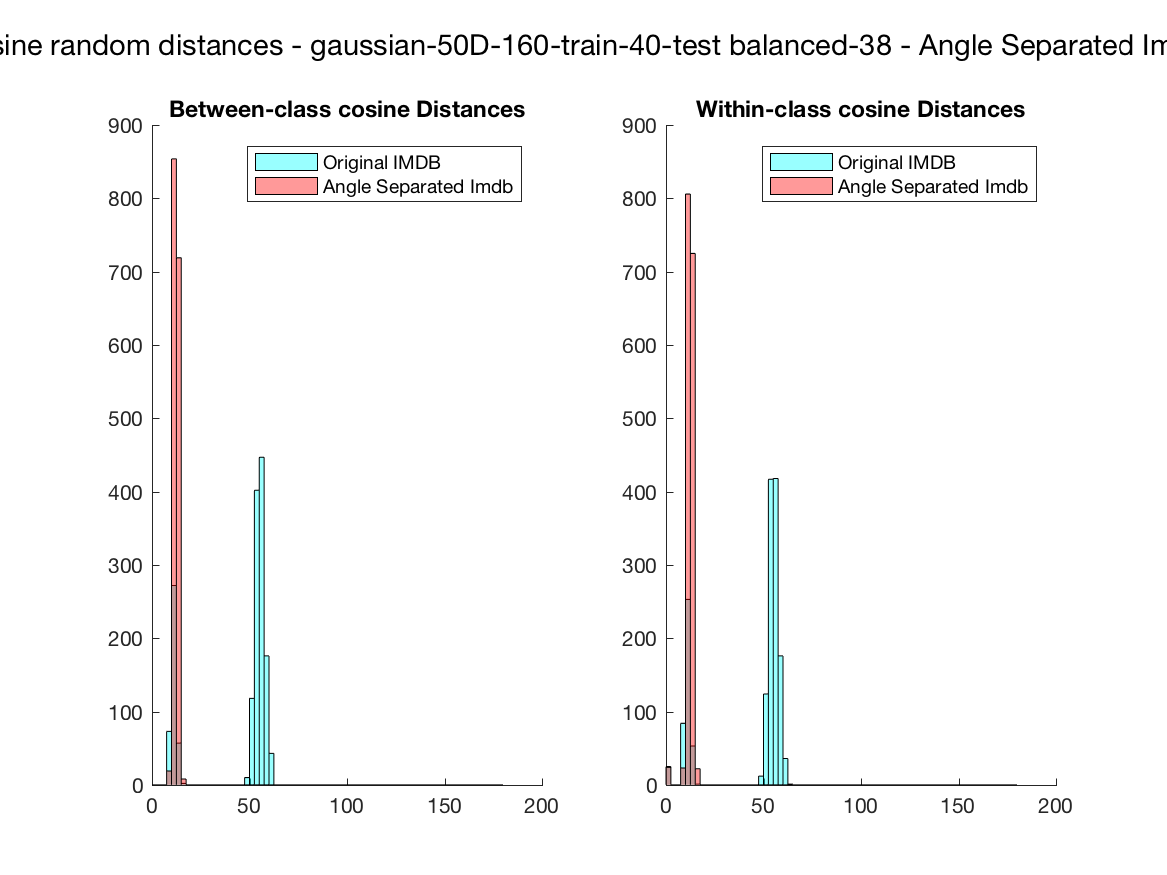 sine random distances - gaussian-50D-160-train-40-test balanced-38 - Angle Separated Im
Between-class cosine Distances
900
800
700
600
500
400
300
200
100
0
0 50 100 150 200
Original IMDB
Angle Separated Imdb
Within-class cosine Distances
900
800
700
600
500
400
300
200
100
0
0 50 100 150 200
Original IMDB
Angle Separated Imdb